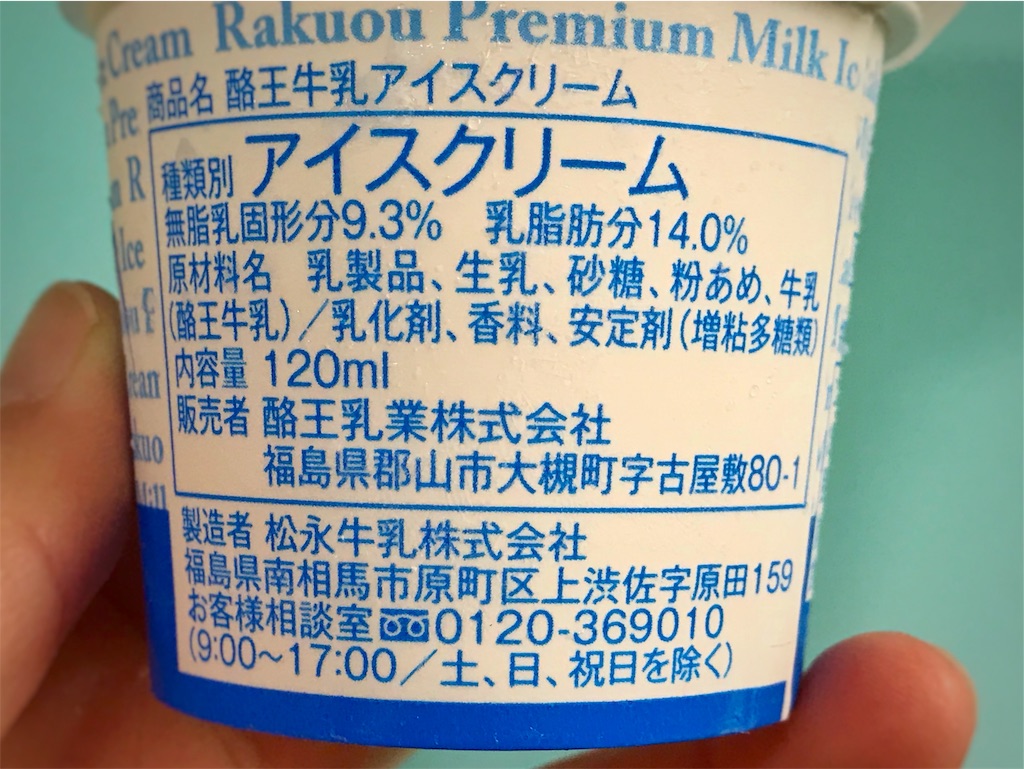 Cream Rakuou Premium Milk Ic
商品名 酪王牛乳アイスクリーム
種類別 アイスクリーム
無脂乳固形分9.3% 乳脂肪分14.0%
原材料名 乳製品、生乳、砂糖、粉あめ、牛乳
(酪王牛乳)／乳化剤、香料、安定剤(増粘多糖類)
内容量 120ml
販売者 酪王乳業株式会社
福島県郡山市大槻町字古屋敷80-1
製造者 松永牛乳株式会社
福島県南相馬市原町区上渋佐字原田159
お客様相談室 0120-369010
(9:00〜17:00／土、日、祝日を除く)
Pre
R
Ice